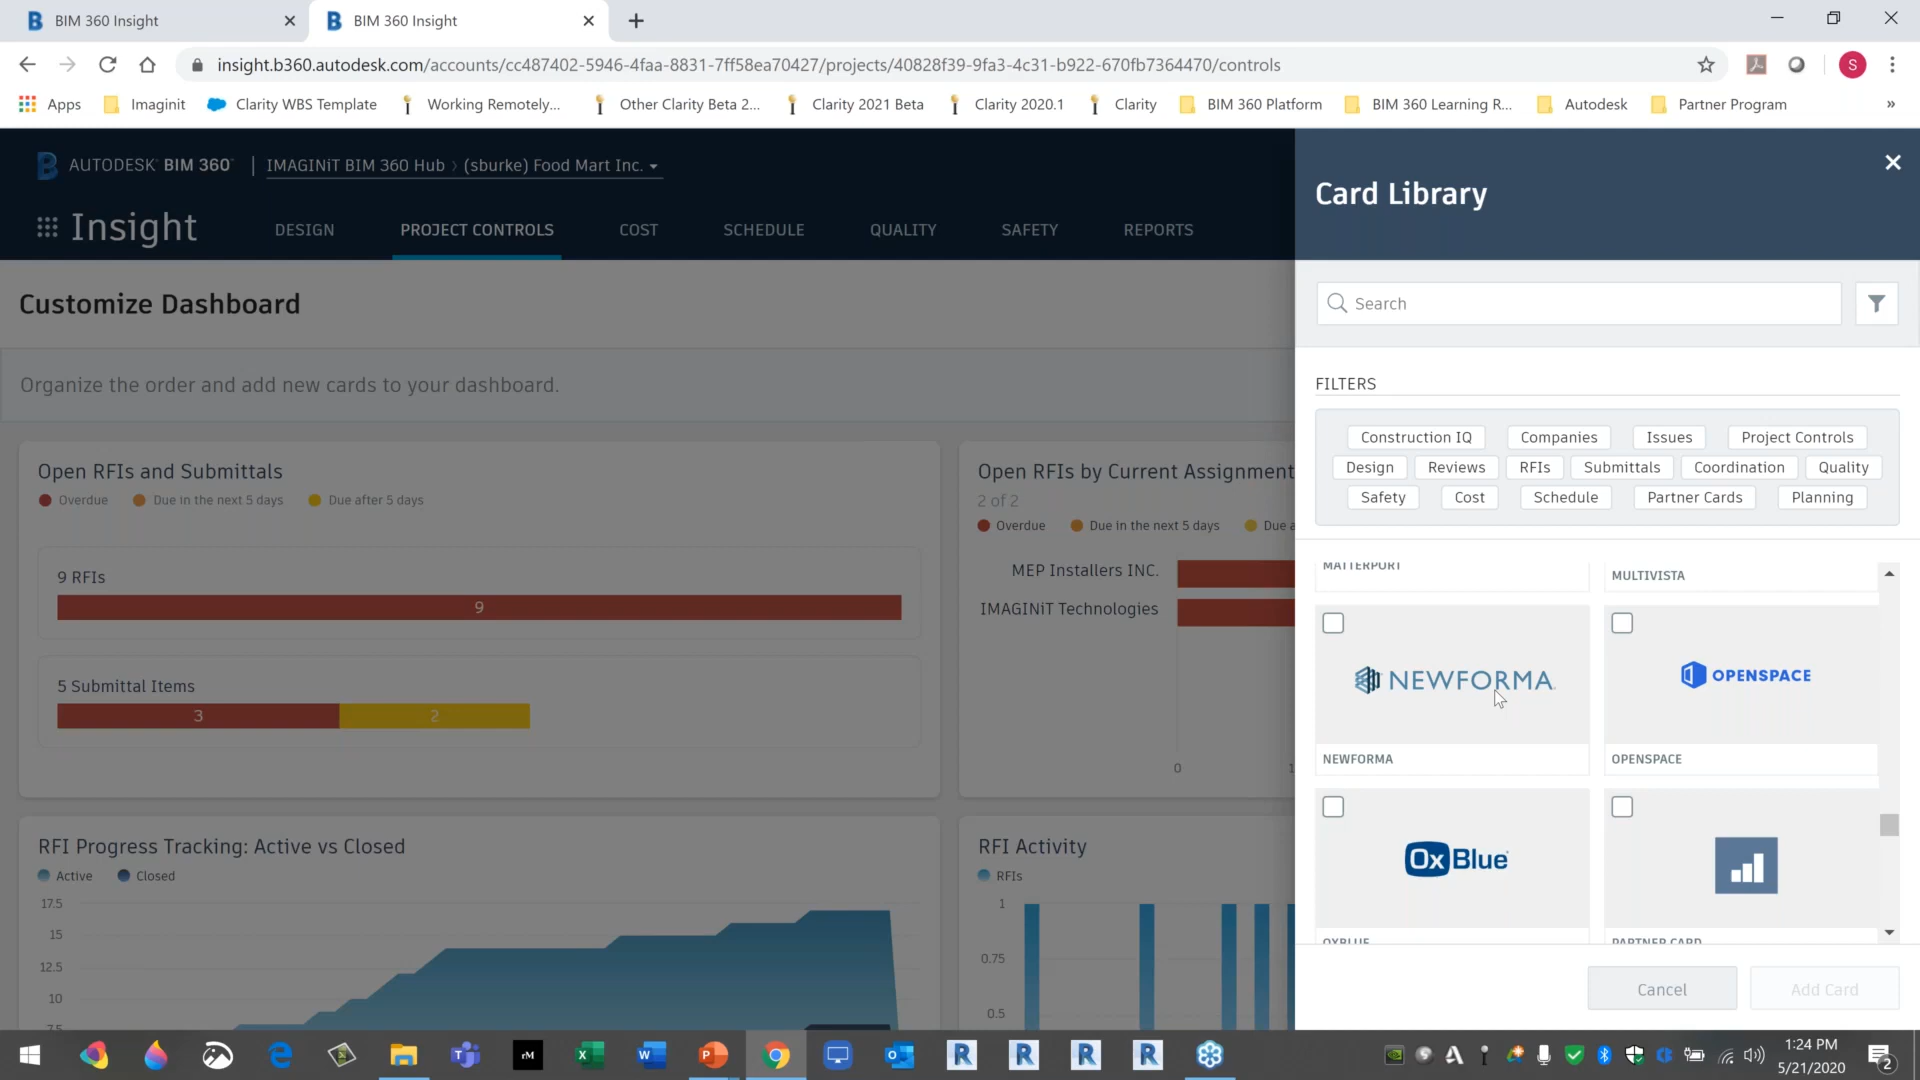 BIM 360 Insight
BIM 360 Insight
insight.b360.autodesk.com/accounts/cc487402-5946-4faa-8831-7ff58ea70427/projects/40828f39-9fa3-4c31-b922-670fb7364470/controls
S
Apps Imaginit Clarity WBS Template Working Remotely... Other Clarity Beta 2... Clarity 2021 Beta Clarity 2020.1 Clarity BIM 360 Platform BIM 360 Learning R... Autodesk Partner Program »
AUTODESK BIM 360 | IMAGINiT BIM 360 Hub › (sburke) Food Mart Inc.
Insight DESIGN PROJECT CONTROLS COST SCHEDULE QUALITY SAFETY REPORTS
Customize Dashboard
Organize the order and add new cards to your dashboard.
Open RFIs and Submittals
Overdue Due in the next 5 days Due after 5 days
9 RFIs
9
5 Submittal Items
3 2
Open RFIs by Current Assignment
2 of 2
Overdue Due in the next 5 days Due a
MEP Installers INC.
IMAGINiT Technologies
0 1
RFI Progress Tracking: Active vs Closed
Active Closed
17.5
15
12.5
10
7.5
RFI Activity
RFIs
1
0.75
0.5
Card Library
Search
FILTERS
Construction IQ Companies Issues Project Controls
Design Reviews RFIs Submittals Coordination Quality
Safety Cost Schedule Partner Cards Planning
MATTERPORT MULTIVISTA
NEWFORMA OPENSPACE
NEWFORMA OPENSPACE
OxBlue
OXBLUE PARTNER CARD
Cancel Add Card
1:24 PM
5/21/2020
2